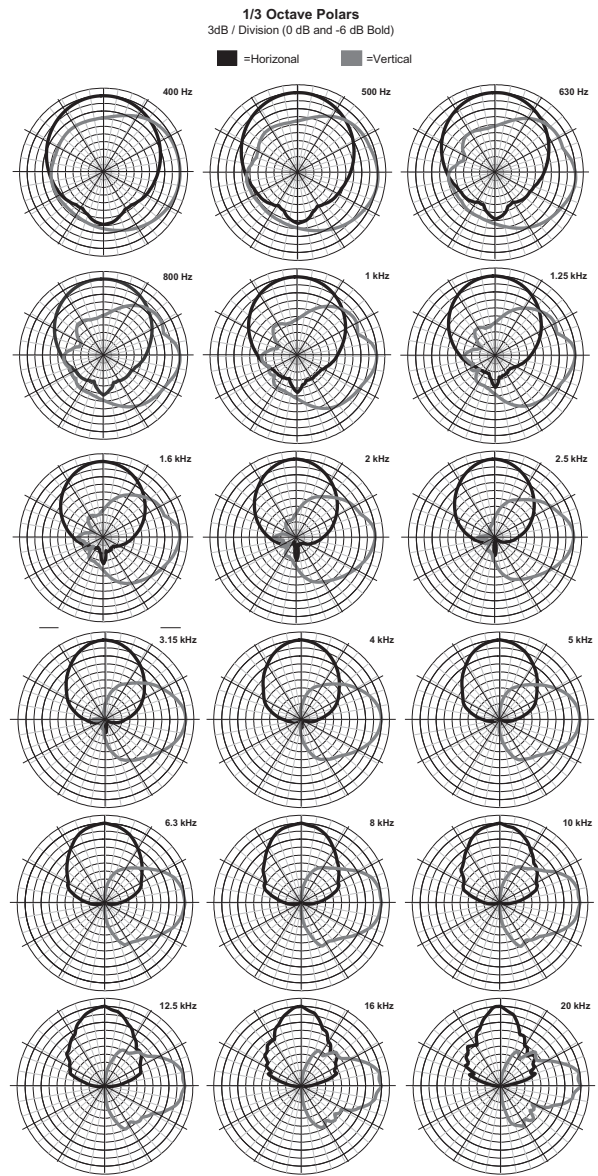 1/3 Octave Polars
3dB / Division (0 dB and -6 dB Bold)
=Horizonal =Vertical
400 Hz 500 Hz 630 Hz
800 Hz 1 kHz 1.25 kHz
1.6 kHz 2 kHz 2.5 kHz
3.15 kHz 4 kHz 5 kHz
6.3 kHz 8 kHz 10 kHz
12.5 kHz 16 kHz 20 kHz